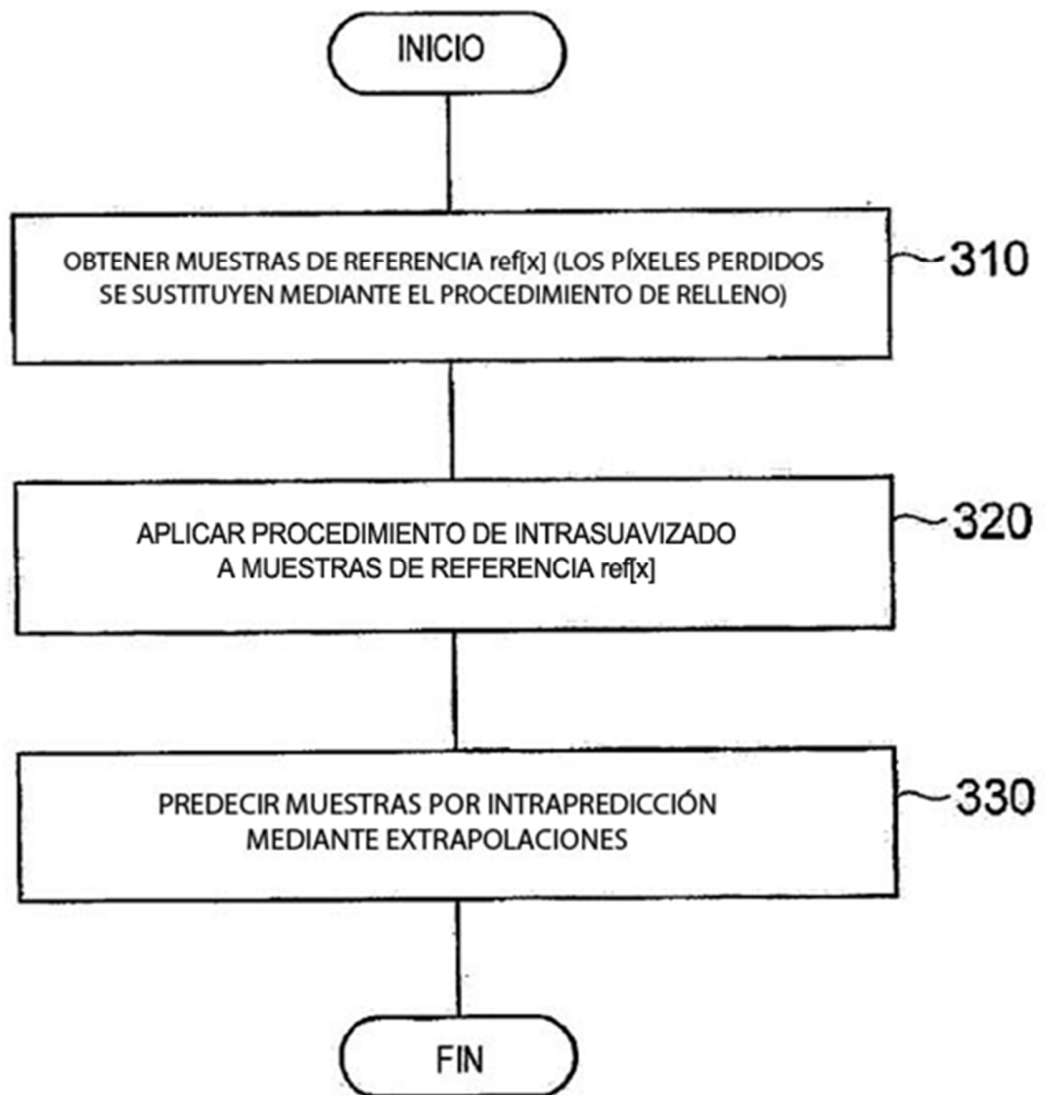 INICIO
OBTENER MUESTRAS DE REFERENCIA ref[x] (LOS PÍXELES PERDIDOS
SE SUSTITUYEN MEDIANTE EL PROCEDIMIENTO DE RELLENO)
310
APLICAR PROCEDIMIENTO DE INTRASUAVIZADO
A MUESTRAS DE REFERENCIA ref[x]
320
PREDECIR MUESTRAS POR INTRAPREDICCIÓN
MEDIANTE EXTRAPOLACIONES
330
FIN